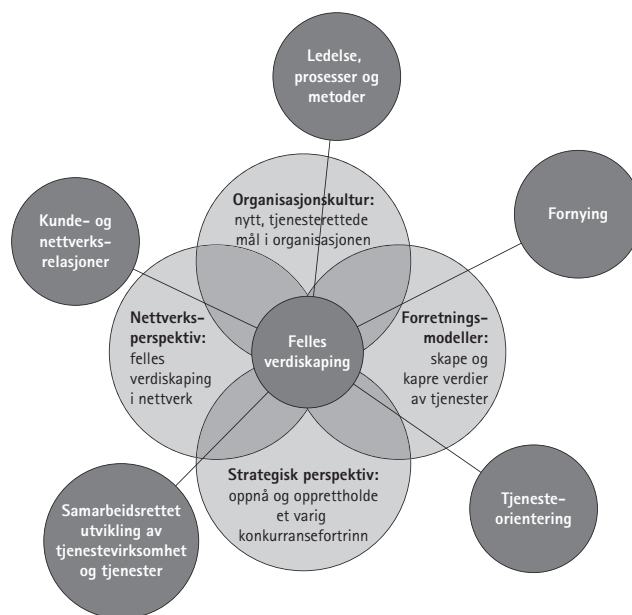 Ledelse,
prosesser og
metoder
Organisasjonskultur:
nytt, tjenesterettede
mål i organisasjonen
Kunde- og
nettverks-
relasjoner
Fornying
Nettverks-
perspektiv:
felles
verdiskaping
i nettverk
Felles
verdiskaping
Forretnings-
modeller:
skape og
kapre verdier
av tjenester
Strategisk perspektiv:
oppnå og opprettholde
et varig
konkurransefortrinn
Samarbeidsrettet
utvikling av
tjenestevirksomhet
og tjenester
Tjeneste-
orientering